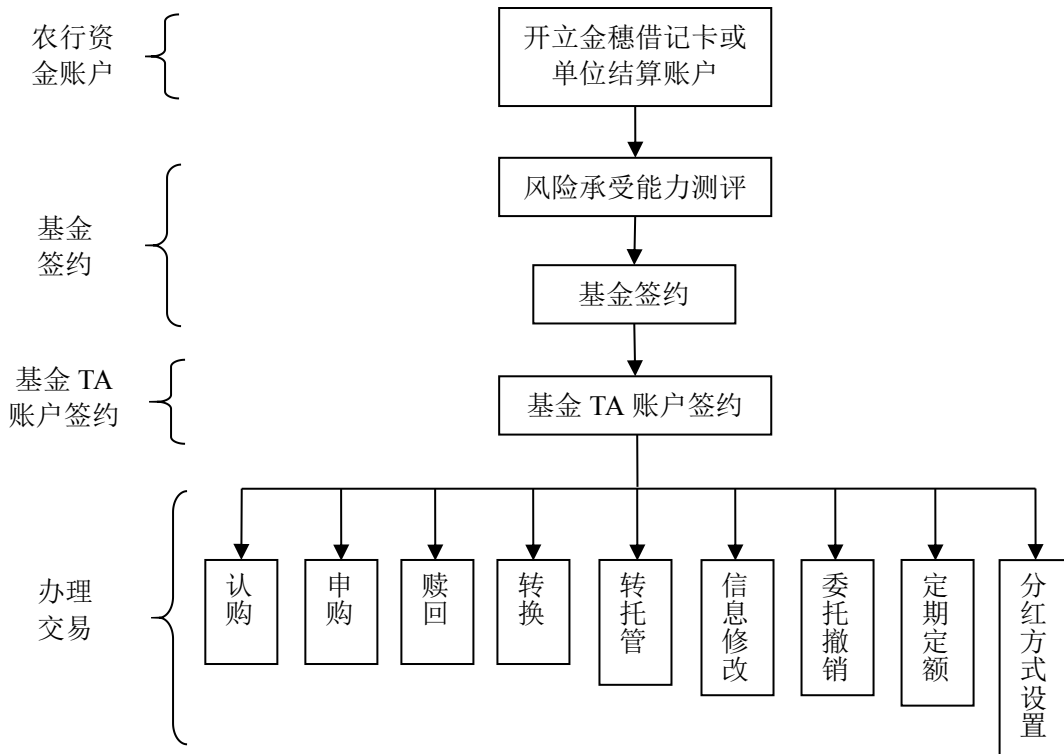 农行资
金账户
开立金穗借记卡或
单位结算账户
风险承受能力测评
基金
签约
基金签约
基金 TA
账户签约
基金 TA 账户签约
办理
交易
认购
申购
赎回
转换
转托管
信息修改
委托撤销
定期定额
分红方式设置